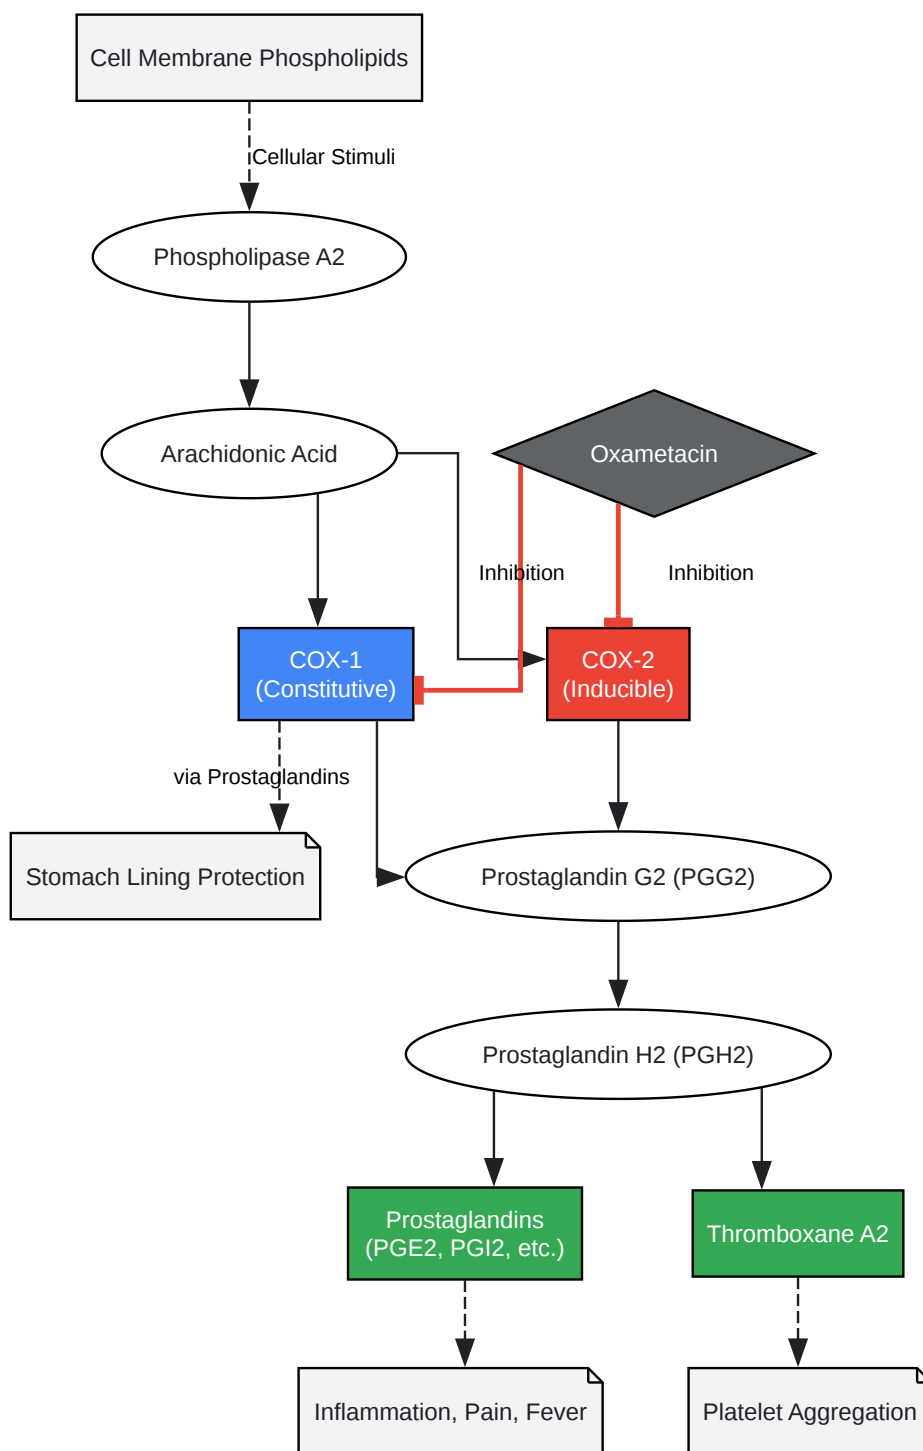 Cell Membrane Phospholipids
Cellular Stimuli
Phospholipase A2
Arachidonic Acid
Oxametacin
Inhibition
Inhibition
COX-1
(Constitutive)
COX-2
(Inducible)
via Prostaglandins
Stomach Lining Protection
Prostaglandin G2 (PGG2)
Prostaglandin H2 (PGH2)
Prostaglandins
(PGE2, PGI2, etc.)
Thromboxane A2
Inflammation, Pain, Fever
Platelet Aggregation